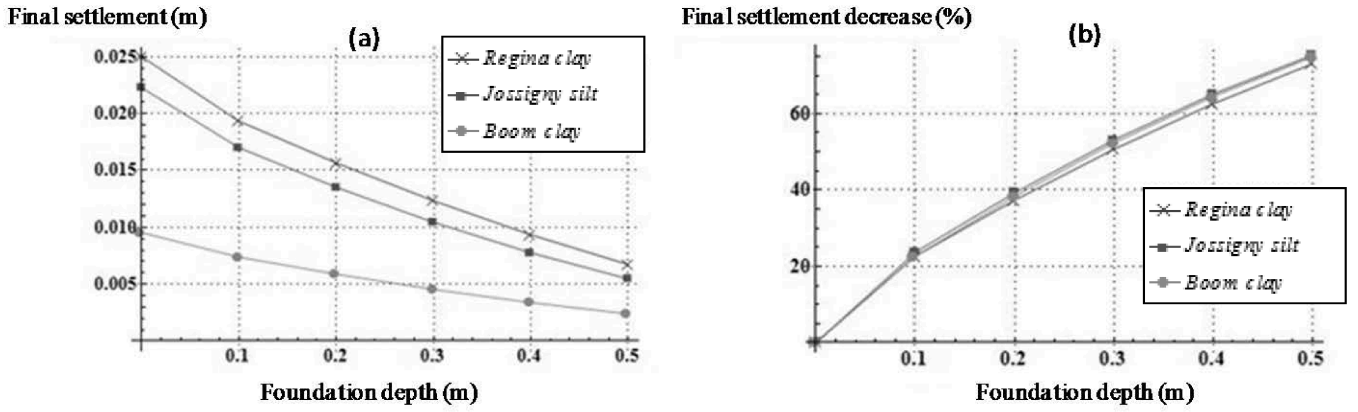 Final settlement (m)
(a)
0.025
0.020
0.015
0.010
0.005
Regina clay
Jossigny silt
Boom clay
0.1 0.2 0.3 0.4 0.5
Foundation depth (m)
Final settlement decrease (%)
(b)
60
40
20
0
Regina clay
Jossigny silt
Boom clay
0.1 0.2 0.3 0.4 0.5
Foundation depth (m)